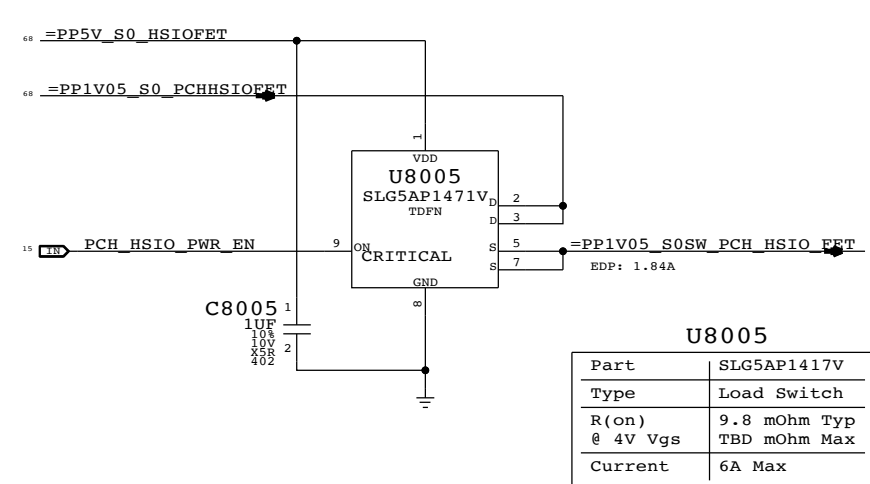 68 =PP5V_S0_HSIOFET
68 =PP1V05_S0_PCHHSIOFET
1
VDD
U8005
SLG5AP1471V
TDFN
D 2
D 3
15 IN PCH_HSIO_PWR_EN 9 ON
S 5 =PP1V05_S0SW_PCH_HSIO_FET
CRITICAL
S 7 EDP: 1.84A
GND
8
C8005 1
1UF
10%
10V
X5R 2
402
U8005
Part SLG5AP1417V
Type Load Switch
R(on) 9.8 mOhm Typ
@ 4V Vgs TBD mOhm Max
Current 6A Max